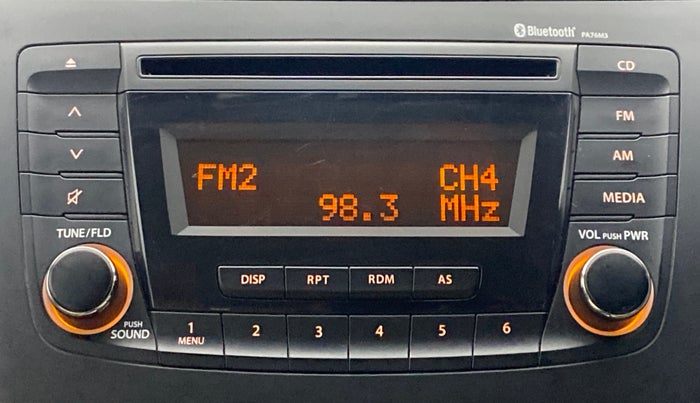 Bluetooth® PA76M3
CD
FM
AM
MEDIA
FM2 CH4
98.3 MHz
TUNE/FLD
VOL PUSH PWR
DISP RPT RDM AS
PUSH
SOUND
1 2 3 4 5 6
MENU